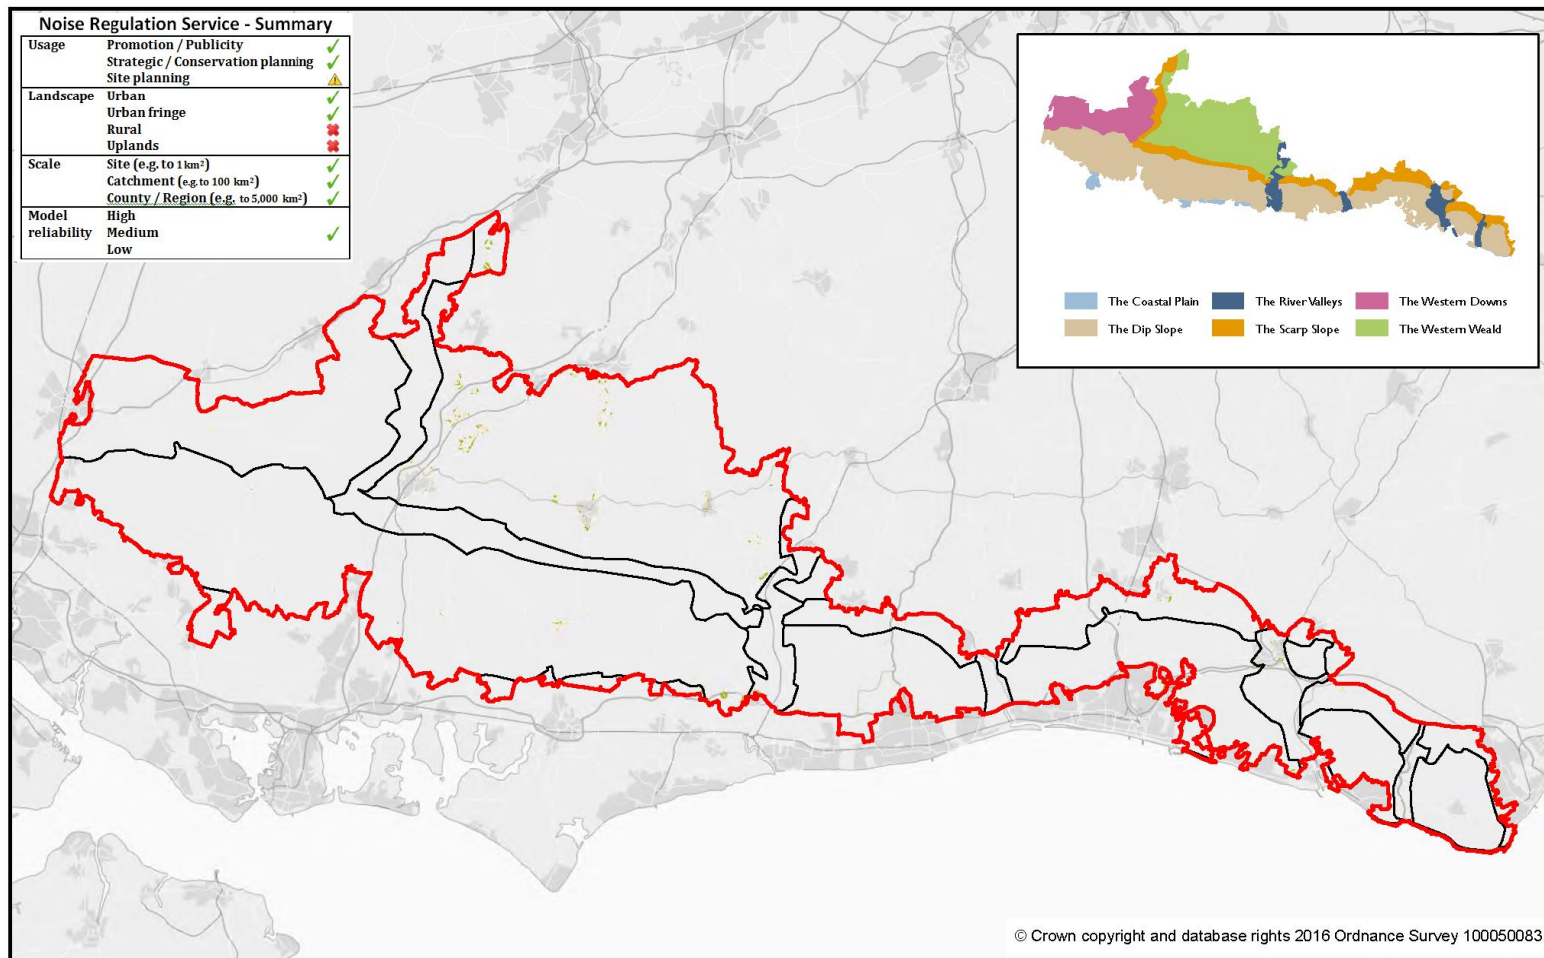 Noise Regulation Service - Summary
Usage Promotion / Publicity
Strategic / Conservation planning
Site planning
Landscape Urban
Urban fringe
Rural
Uplands
Scale Site (e.g. to 1 km²)
Catchment (e.g. to 100 km²)
County / Region (e.g. to 5,000 km²)
Model High
reliability Medium
Low
The Coastal Plain The River Valleys The Western Downs
The Dip Slope The Scarp Slope The Western Weald
© Crown copyright and database rights 2016 Ordnance Survey 100050083